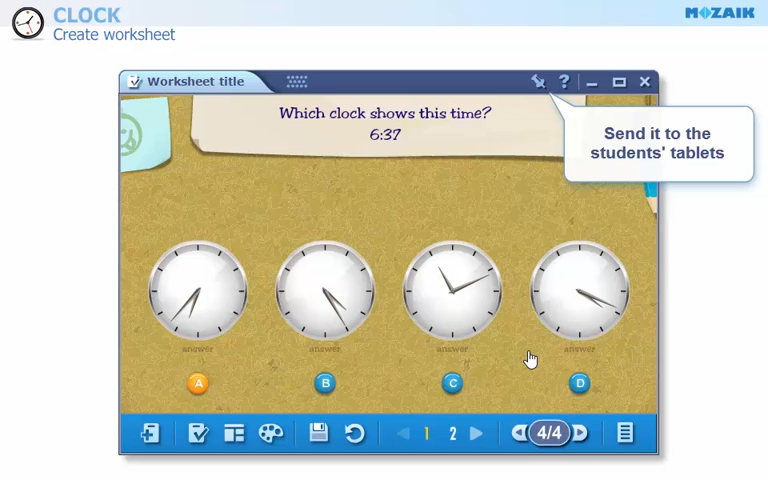 CLOCK
Create worksheet
MOZAIK
Worksheet title
?
Which clock shows this time?
6:37
Send it to the
students' tablets
answer answer answer answer
A B C D
1 2 4/4